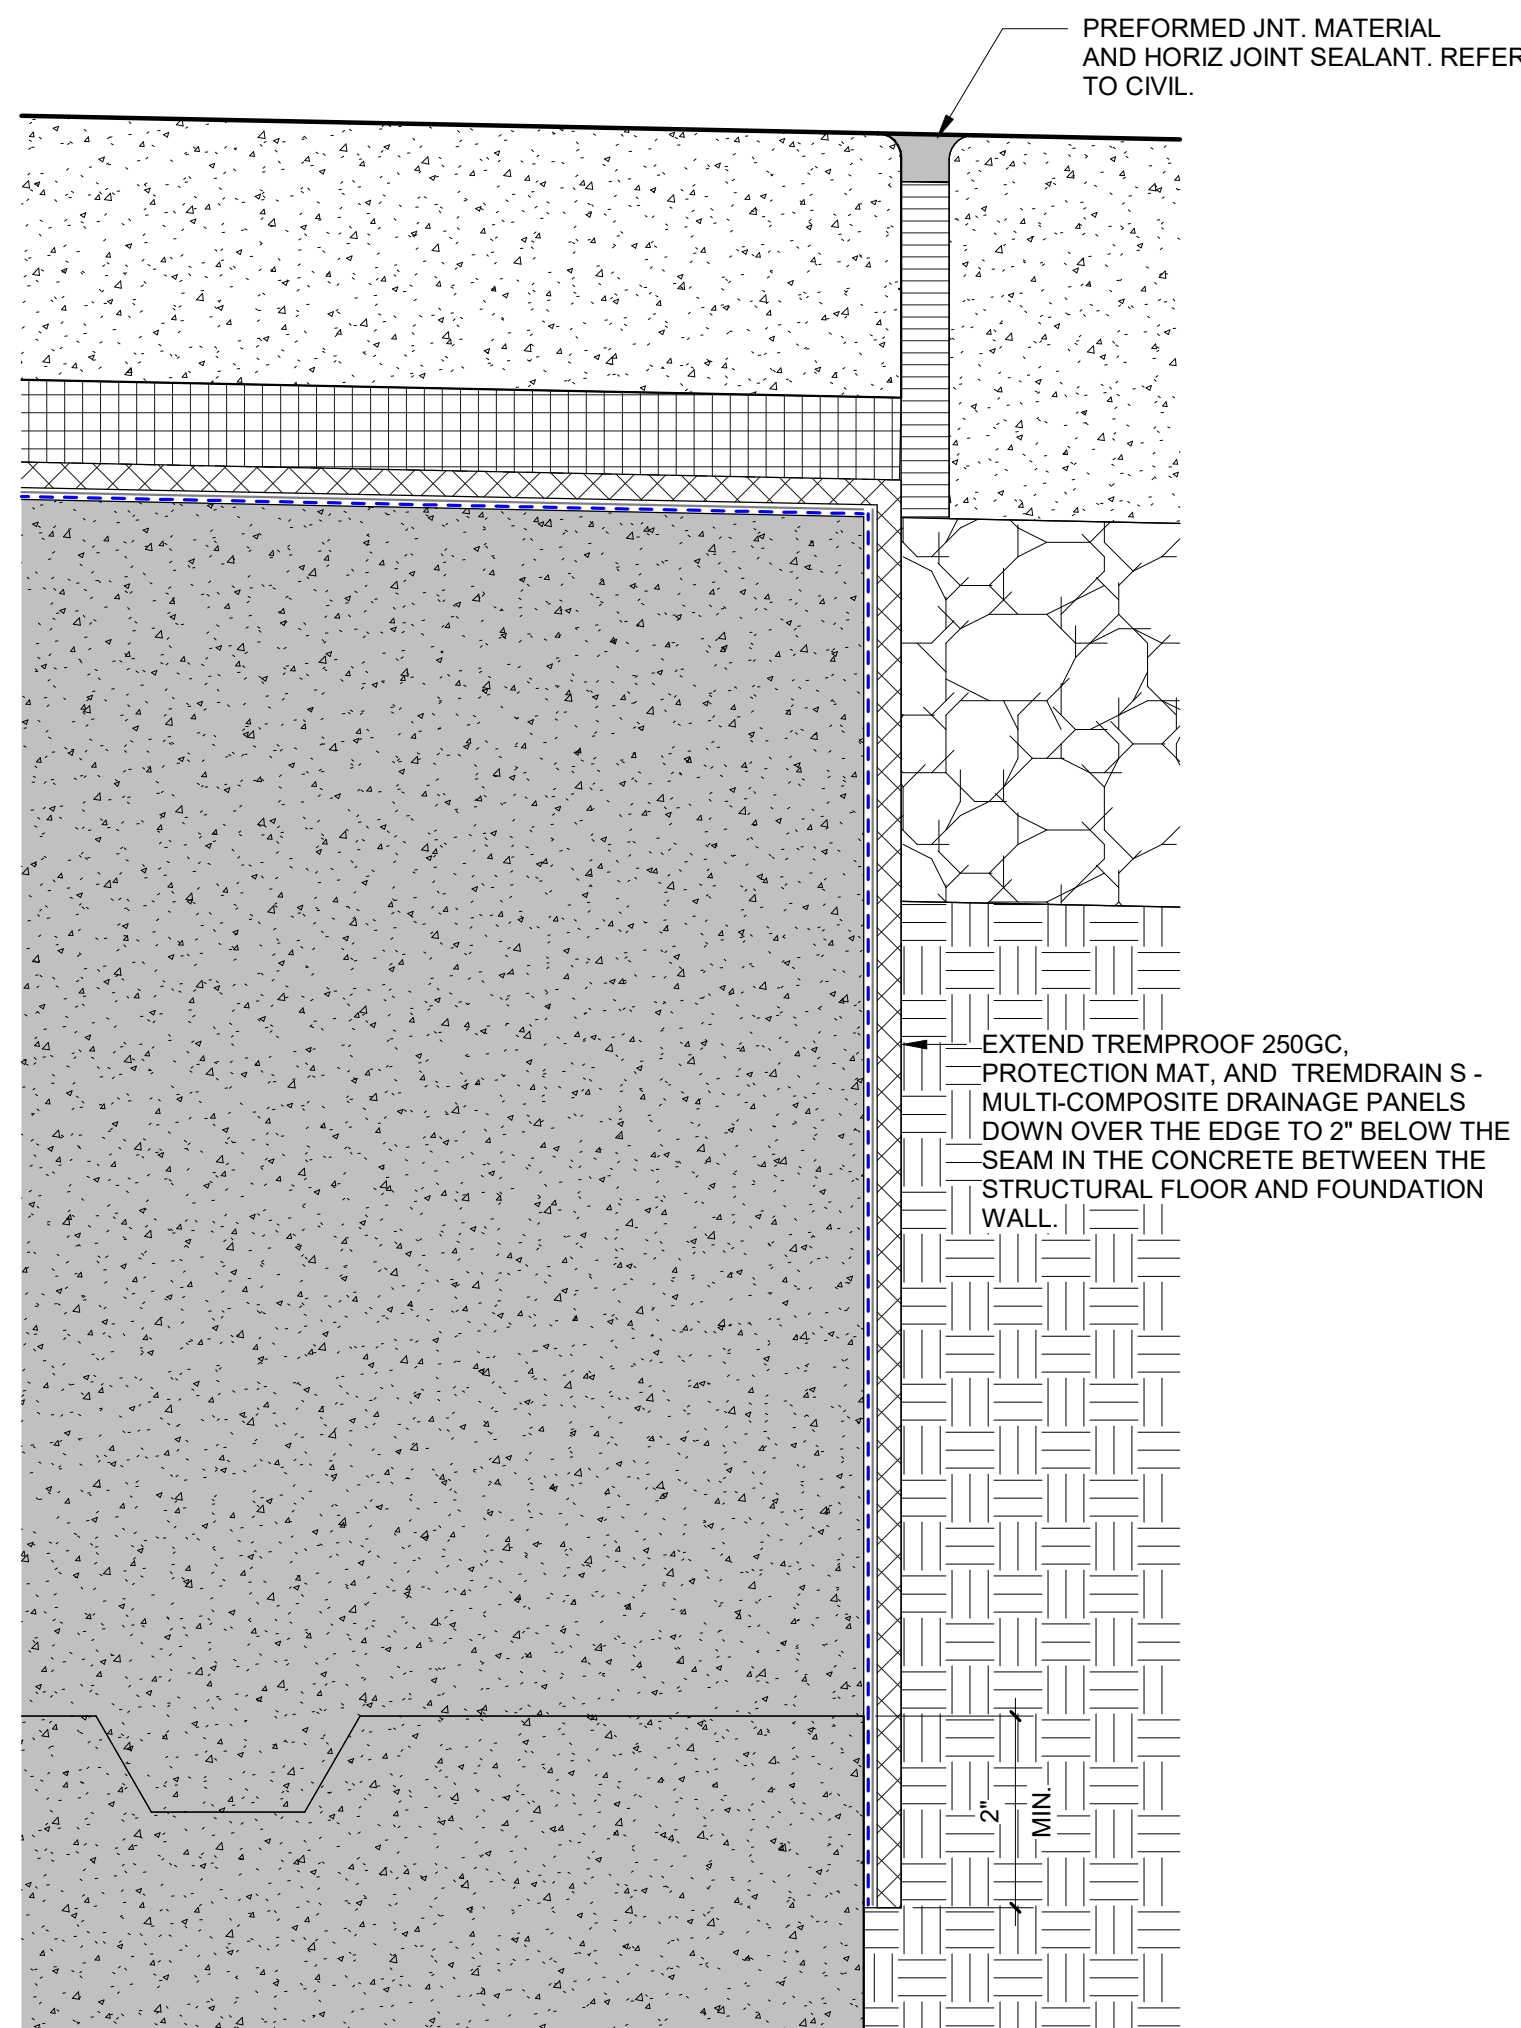 PREFORMED JNT. MATERIAL
AND HORIZ JOINT SEALANT. REFER
TO CIVIL.
EXTEND TREMPROOF 250GC,
PROTECTION MAT, AND TREMDRAIN S -
MULTI-COMPOSITE DRAINAGE PANELS
DOWN OVER THE EDGE TO 2" BELOW THE
SEAM IN THE CONCRETE BETWEEN THE
STRUCTURAL FLOOR AND FOUNDATION
WALL.
2"
MIN.